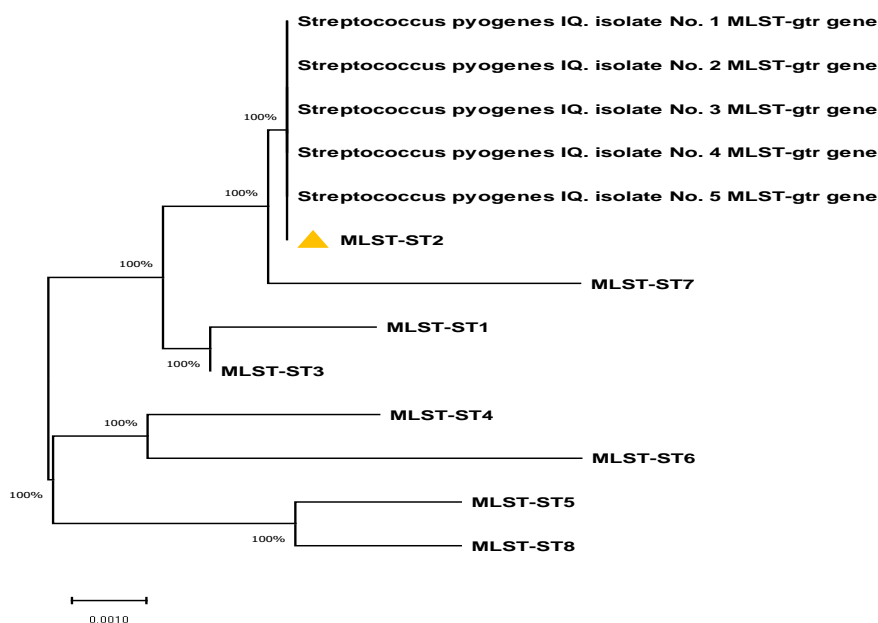 Streptococcus pyogenes IQ. isolate No. 1 MLST-gtr gene
Streptococcus pyogenes IQ. isolate No. 2 MLST-gtr gene
Streptococcus pyogenes IQ. isolate No. 3 MLST-gtr gene
100%
Streptococcus pyogenes IQ. isolate No. 4 MLST-gtr gene
100%
Streptococcus pyogenes IQ. isolate No. 5 MLST-gtr gene
MLST-ST2
100%
MLST-ST7
MLST-ST1
100%
MLST-ST3
MLST-ST4
100%
MLST-ST6
100%
MLST-ST5
100%
MLST-ST8
0.0010